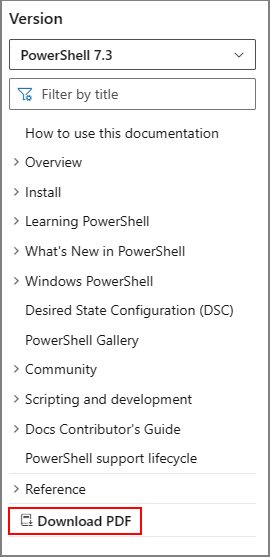 Version
PowerShell 7.3
Filter by title
How to use this documentation
Overview
Install
Learning PowerShell
What's New in PowerShell
Windows PowerShell
Desired State Configuration (DSC)
PowerShell Gallery
Community
Scripting and development
Docs Contributor's Guide
PowerShell support lifecycle
Reference
Download PDF